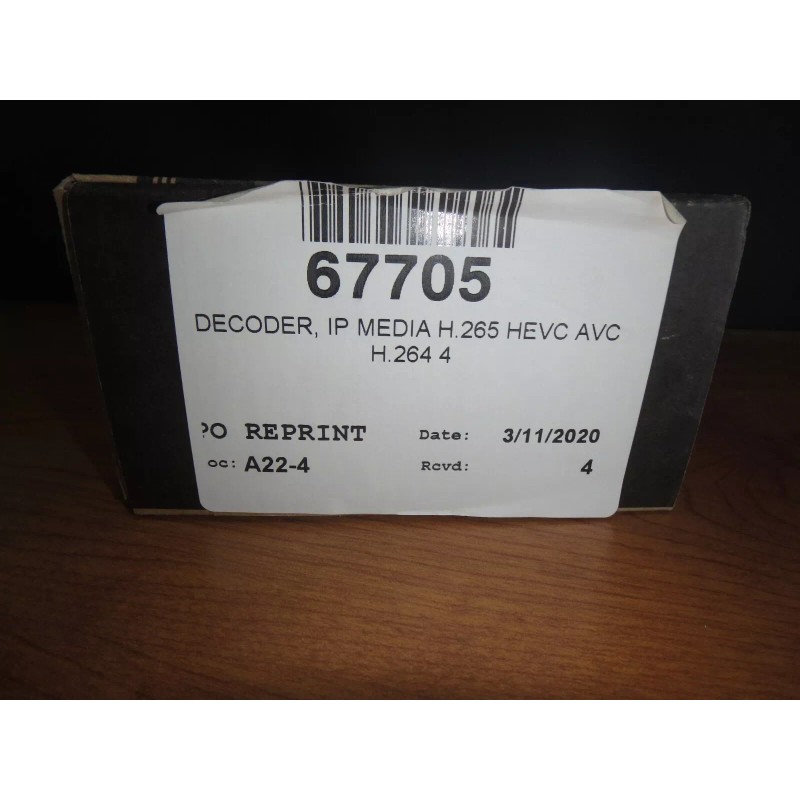 67705
DECODER, IP MEDIA H.265 HEVC AVC
H.264 4
PO REPRINT Date: 3/11/2020
oc: A22-4 Rcvd: 4